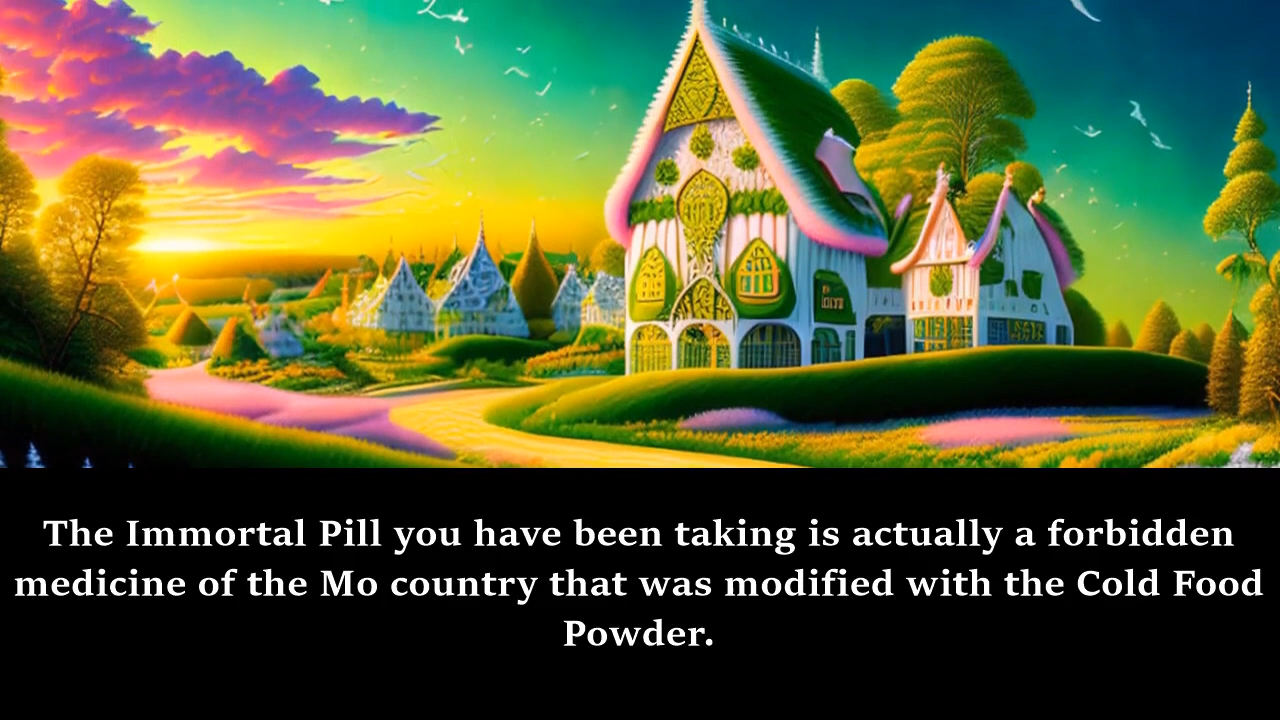 The Immortal Pill you have been taking is actually a forbidden
medicine of the Mo country that was modified with the Cold Food
Powder.